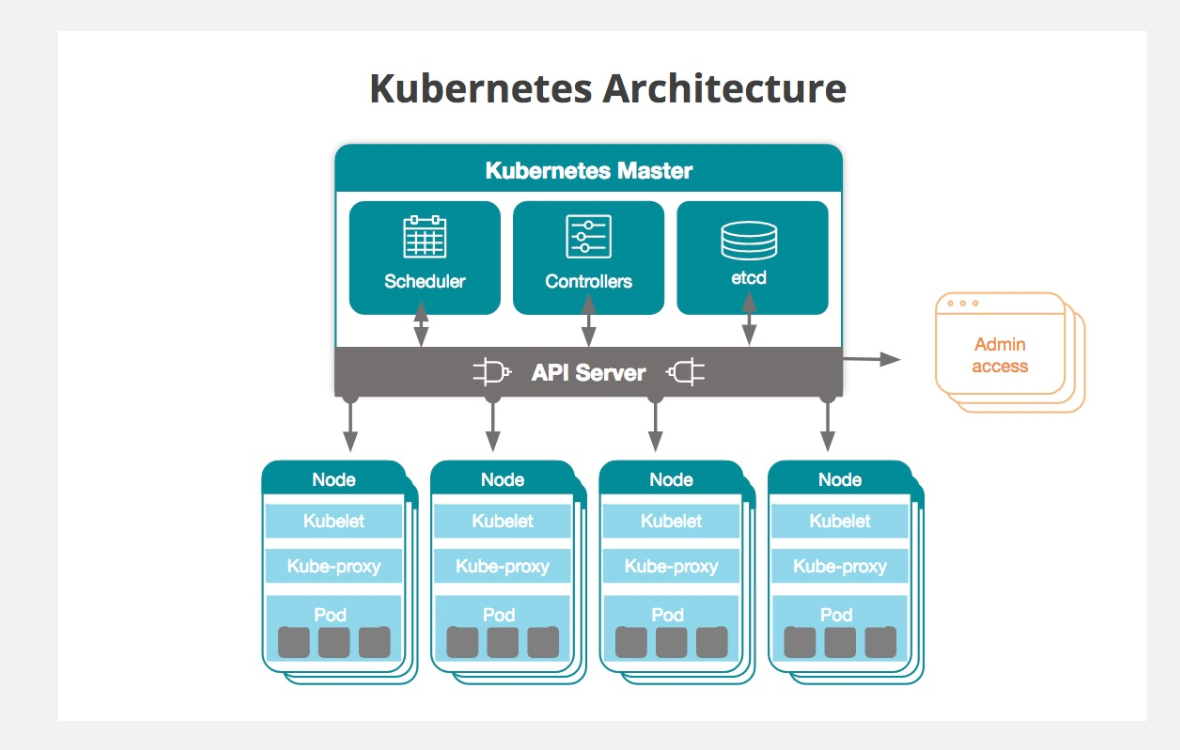 Kubernetes Architecture
Kubernetes Master
Scheduler
Controllers
etcd
API Server
Admin
access
Node
Kubelet
Kube-proxy
Pod
Node
Kubelet
Kube-proxy
Pod
Node
Kubelet
Kube-proxy
Pod
Node
Kubelet
Kube-proxy
Pod